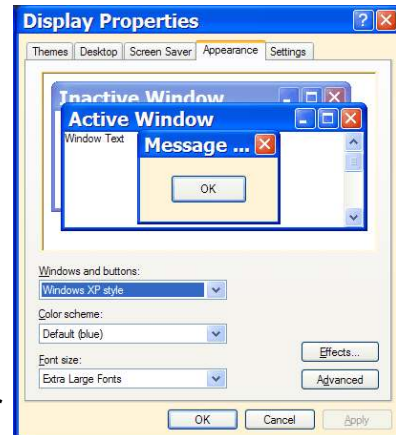 Display Properties
Themes Desktop Screen Saver Appearance Settings
Inactive Window
Active Window
Window Text
Message ...
OK
Windows and buttons:
Windows XP style
Color scheme:
Default (blue)
Font size:
Extra Large Fonts
Effects...
Advanced
OK Cancel Apply